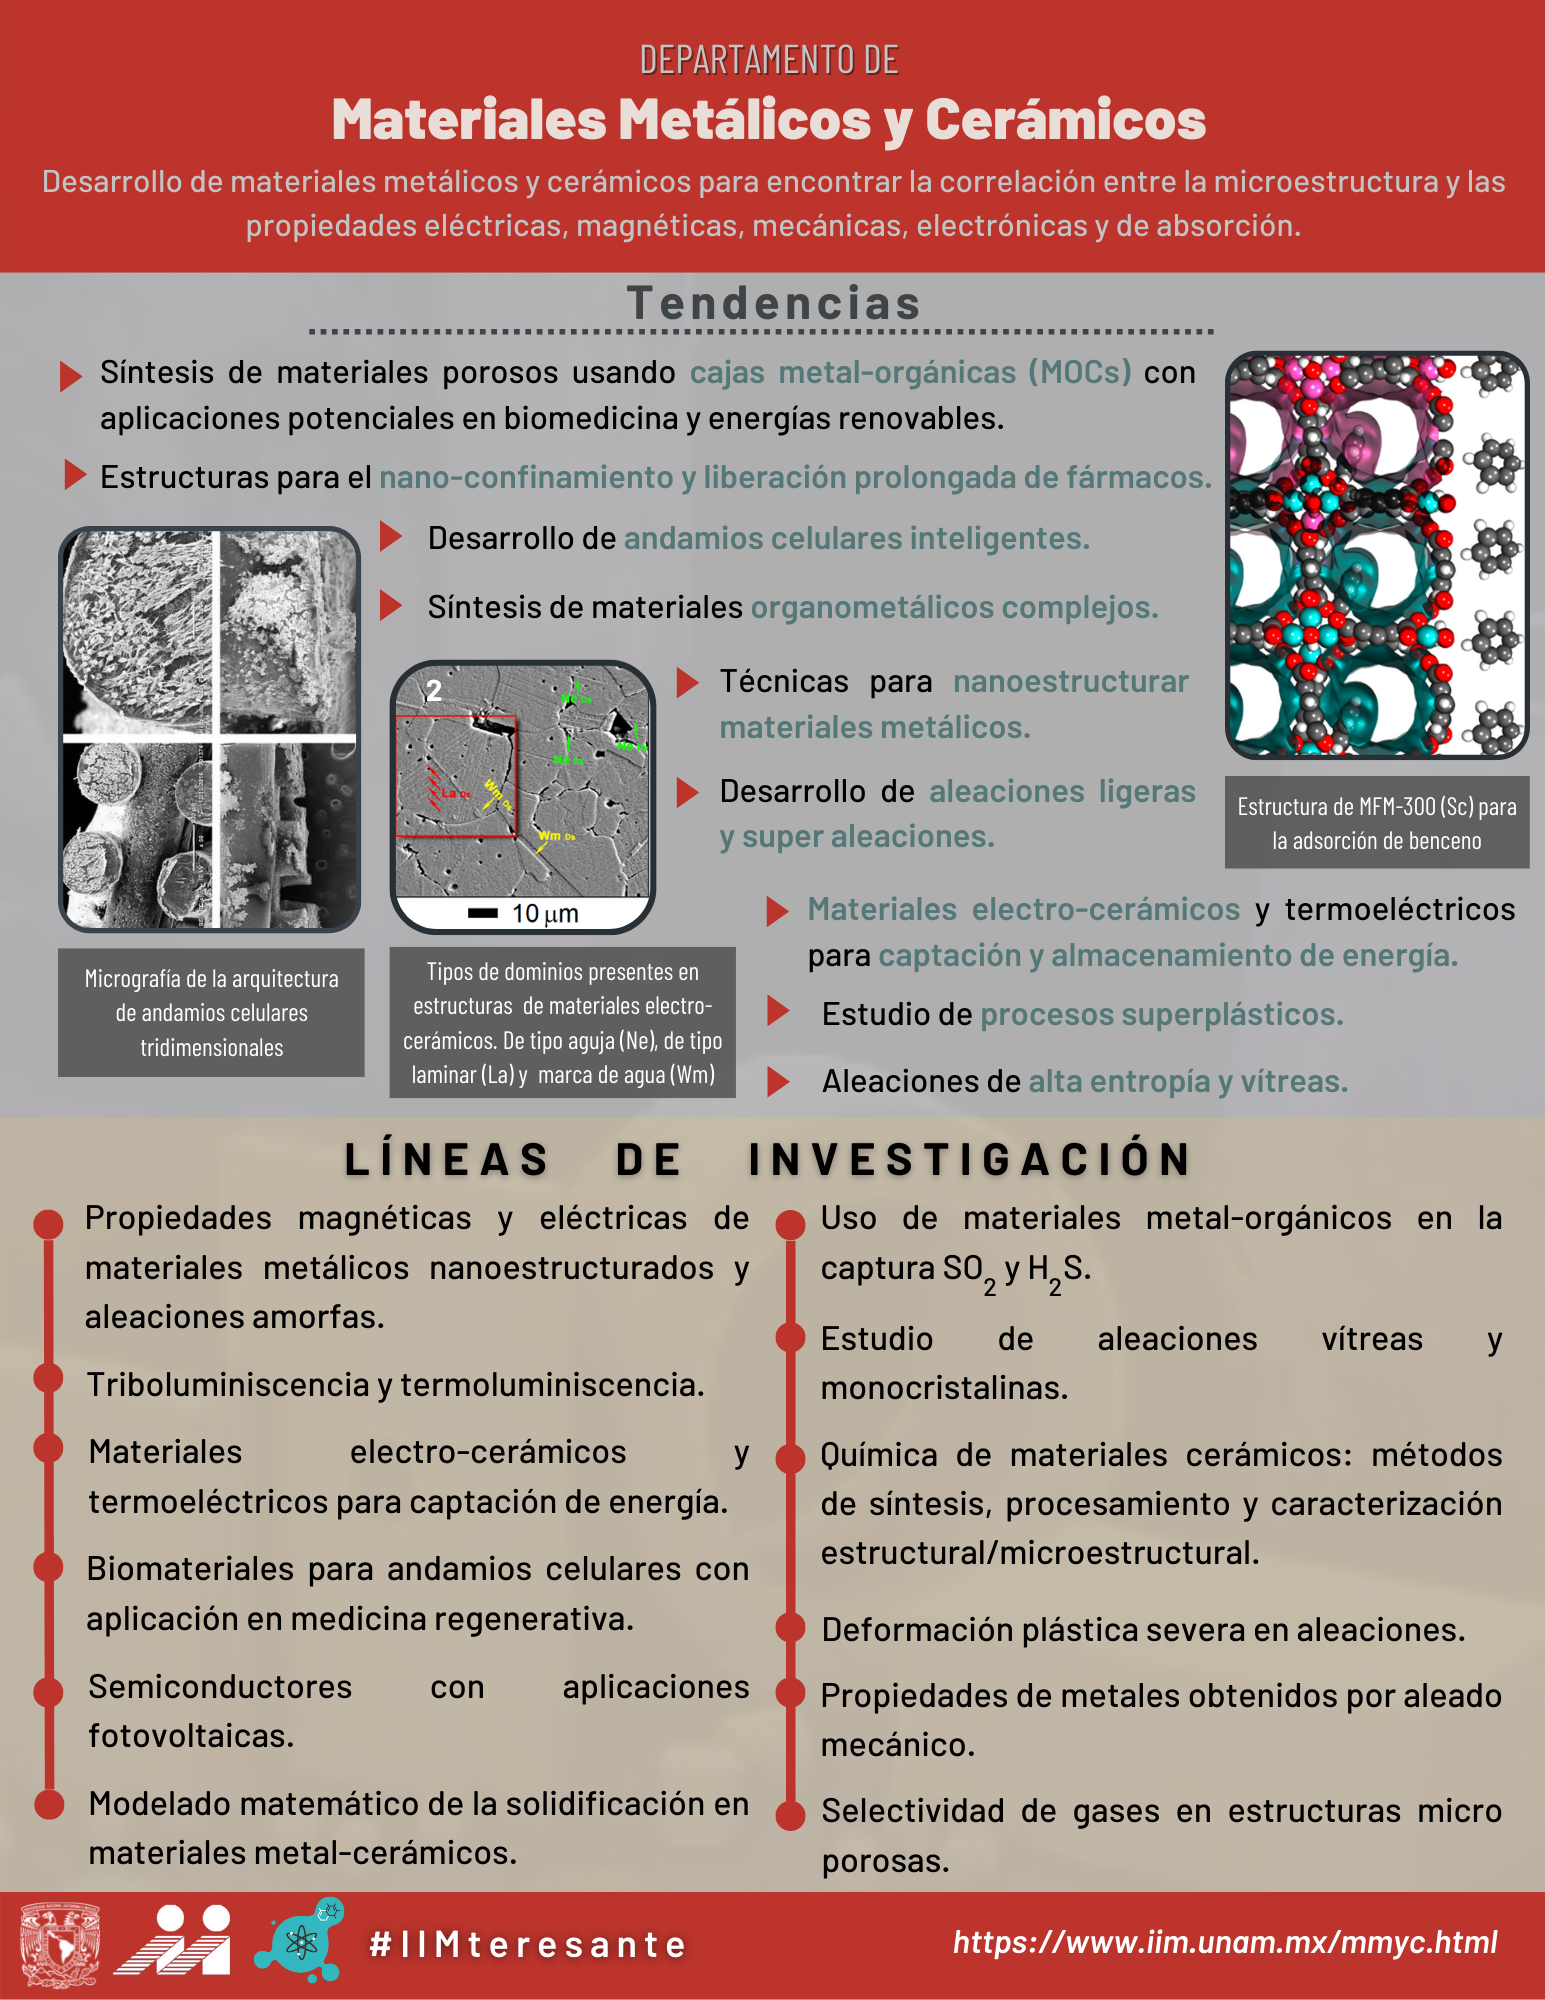 DEPARTAMENTO DE
Materiales Metálicos y Cerámicos
Desarrollo de materiales metálicos y cerámicos para encontrar la correlación entre la microestructura y las
propiedades eléctricas, magnéticas, mecánicas, electrónicas y de absorción.
Tendencias
Síntesis de materiales porosos usando cajas metal-orgánicas (MOCs) con
aplicaciones potenciales en biomedicina y energías renovables.
Estructuras para el nano-confinamiento y liberación prolongada de fármacos.
Desarrollo de andamios celulares inteligentes.
Síntesis de materiales organometálicos complejos.
Técnicas para nanoestructurar
materiales metálicos.
Desarrollo de aleaciones ligeras
y super aleaciones.
Estructura de MFM-300 (Sc) para
la adsorción de benceno
2
Ne Ds
Ne Ds
Ne Ds
La Ds
Wm Ds
Wm Ds
10 µm
Micrografía de la arquitectura
de andamios celulares
tridimensionales
Tipos de dominios presentes en
estructuras de materiales electro-
cerámicos. De tipo aguja (Ne), de tipo
laminar (La) y marca de agua (Wm)
Materiales electro-cerámicos y termoeléctricos
para captación y almacenamiento de energía.
Estudio de procesos superplásticos.
Aleaciones de alta entropía y vítreas.
LÍNEAS DE INVESTIGACIÓN
Propiedades magnéticas y eléctricas de
materiales metálicos nanoestructurados y
aleaciones amorfas.
Triboluminiscencia y termoluminiscencia.
Materiales electro-cerámicos y
termoeléctricos para captación de energía.
Biomateriales para andamios celulares con
aplicación en medicina regenerativa.
Semiconductores con aplicaciones
fotovoltaicas.
Modelado matemático de la solidificación en
materiales metal-cerámicos.
Uso de materiales metal-orgánicos en la
captura SO2 y H2S.
Estudio de aleaciones vítreas y
monocristalinas.
Química de materiales cerámicos: métodos
de síntesis, procesamiento y caracterización
estructural/microestructural.
Deformación plástica severa en aleaciones.
Propiedades de metales obtenidos por aleado
mecánico.
Selectividad de gases en estructuras micro
porosas.
#IIMteresante
https://www.iim.unam.mx/mmyc.html